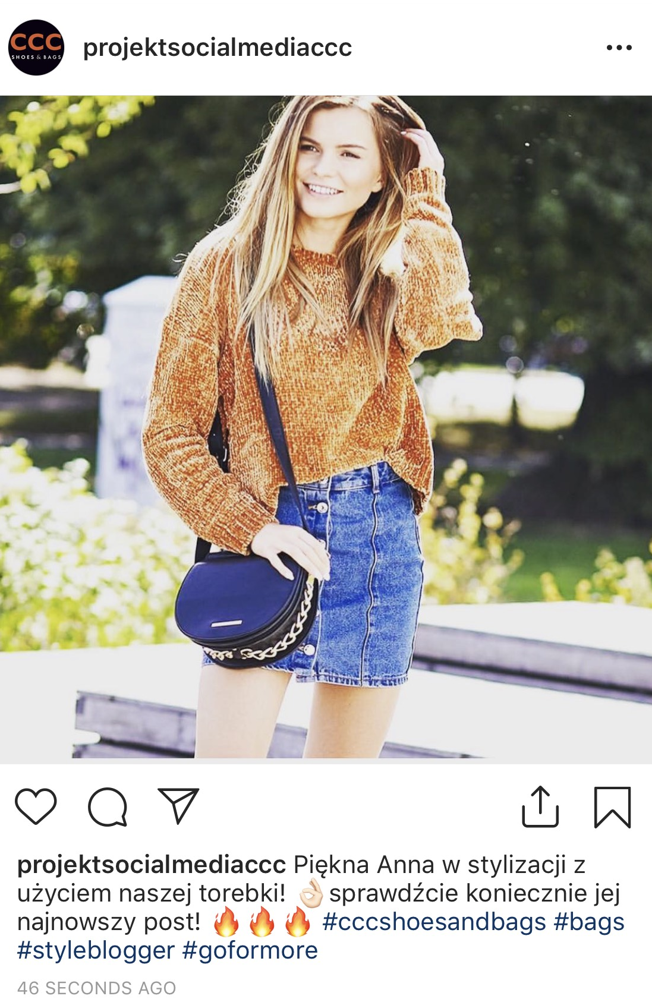 CCC
SHOES & BAGS
projektsocialmediaccc
projektsocialmediaccc Piękna Anna w stylizacji z
użyciem naszej torebki! 👌🏻sprawdźcie koniecznie jej
najnowszy post! 🔥🔥🔥 #cccshoesandbags #bags
#styleblogger #goformore
46 SECONDS AGO